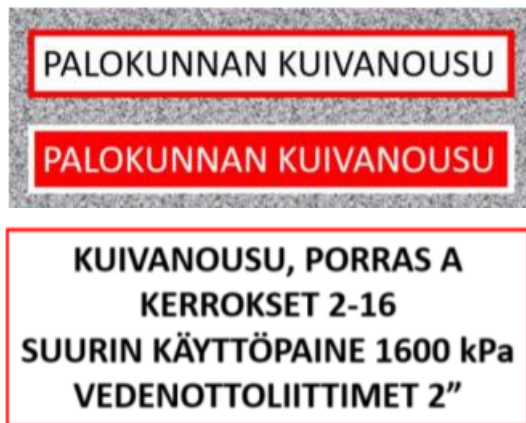 PALOKUNNAN KUIVANOUSU
PALOKUNNAN KUIVANOUSU
KUIVANOUSU, PORRAS A
KERROKSET 2-16
SUURIN KÄYTTÖPAINE 1600 kPa
VEDENOTTOLIITTIMET 2”